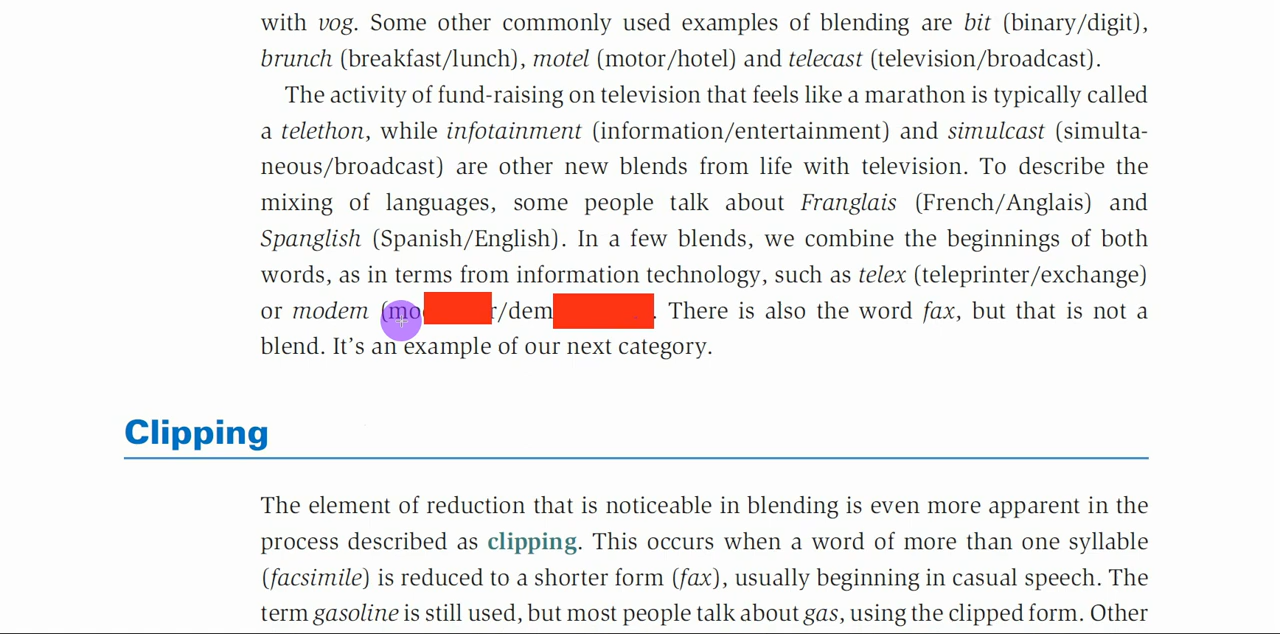 with vog. Some other commonly used examples of blending are bit (binary/digit),
brunch (breakfast/lunch), motel (motor/hotel) and telecast (television/broadcast).
The activity of fund-raising on television that feels like a marathon is typically called
a telethon, while infotainment (information/entertainment) and simulcast (simulta-
neous/broadcast) are other new blends from life with television. To describe the
mixing of languages, some people talk about Franglais (French/Anglais) and
Spanglish (Spanish/English). In a few blends, we combine the beginnings of both
words, as in terms from information technology, such as telex (teleprinter/exchange)
or modem (mo r/dem . There is also the word fax, but that is not a
blend. It’s an example of our next category.
Clipping
The element of reduction that is noticeable in blending is even more apparent in the
process described as clipping. This occurs when a word of more than one syllable
(facsimile) is reduced to a shorter form (fax), usually beginning in casual speech. The
term gasoline is still used, but most people talk about gas, using the clipped form. Other